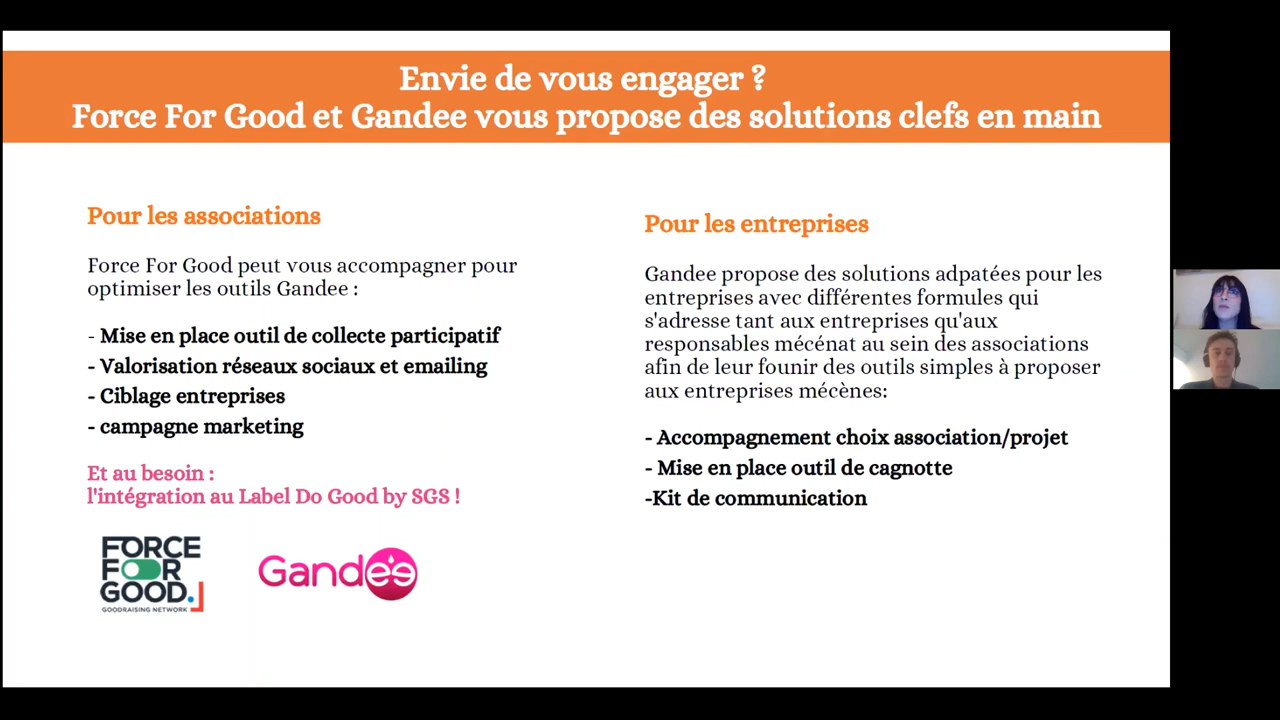 Envie de vous engager ?
Force For Good et Gandee vous propose des solutions clefs en main
Pour les associations
Force For Good peut vous accompagner pour
optimiser les outils Gandee :
- Mise en place outil de collecte participatif
- Valorisation réseaux sociaux et emailing
- Ciblage entreprises
- campagne marketing
Et au besoin :
l'intégration au Label Do Good by SGS !
FORCE
FOR
GOOD.
GOODRAISING NETWORK
Gandee
Pour les entreprises
Gandee propose des solutions adpatées pour les
entreprises avec différentes formules qui
s'adresse tant aux entreprises qu'aux
responsables mécénat au sein des associations
afin de leur founir des outils simples à proposer
aux entreprises mécènes:
- Accompagnement choix association/projet
- Mise en place outil de cagnotte
-Kit de communication